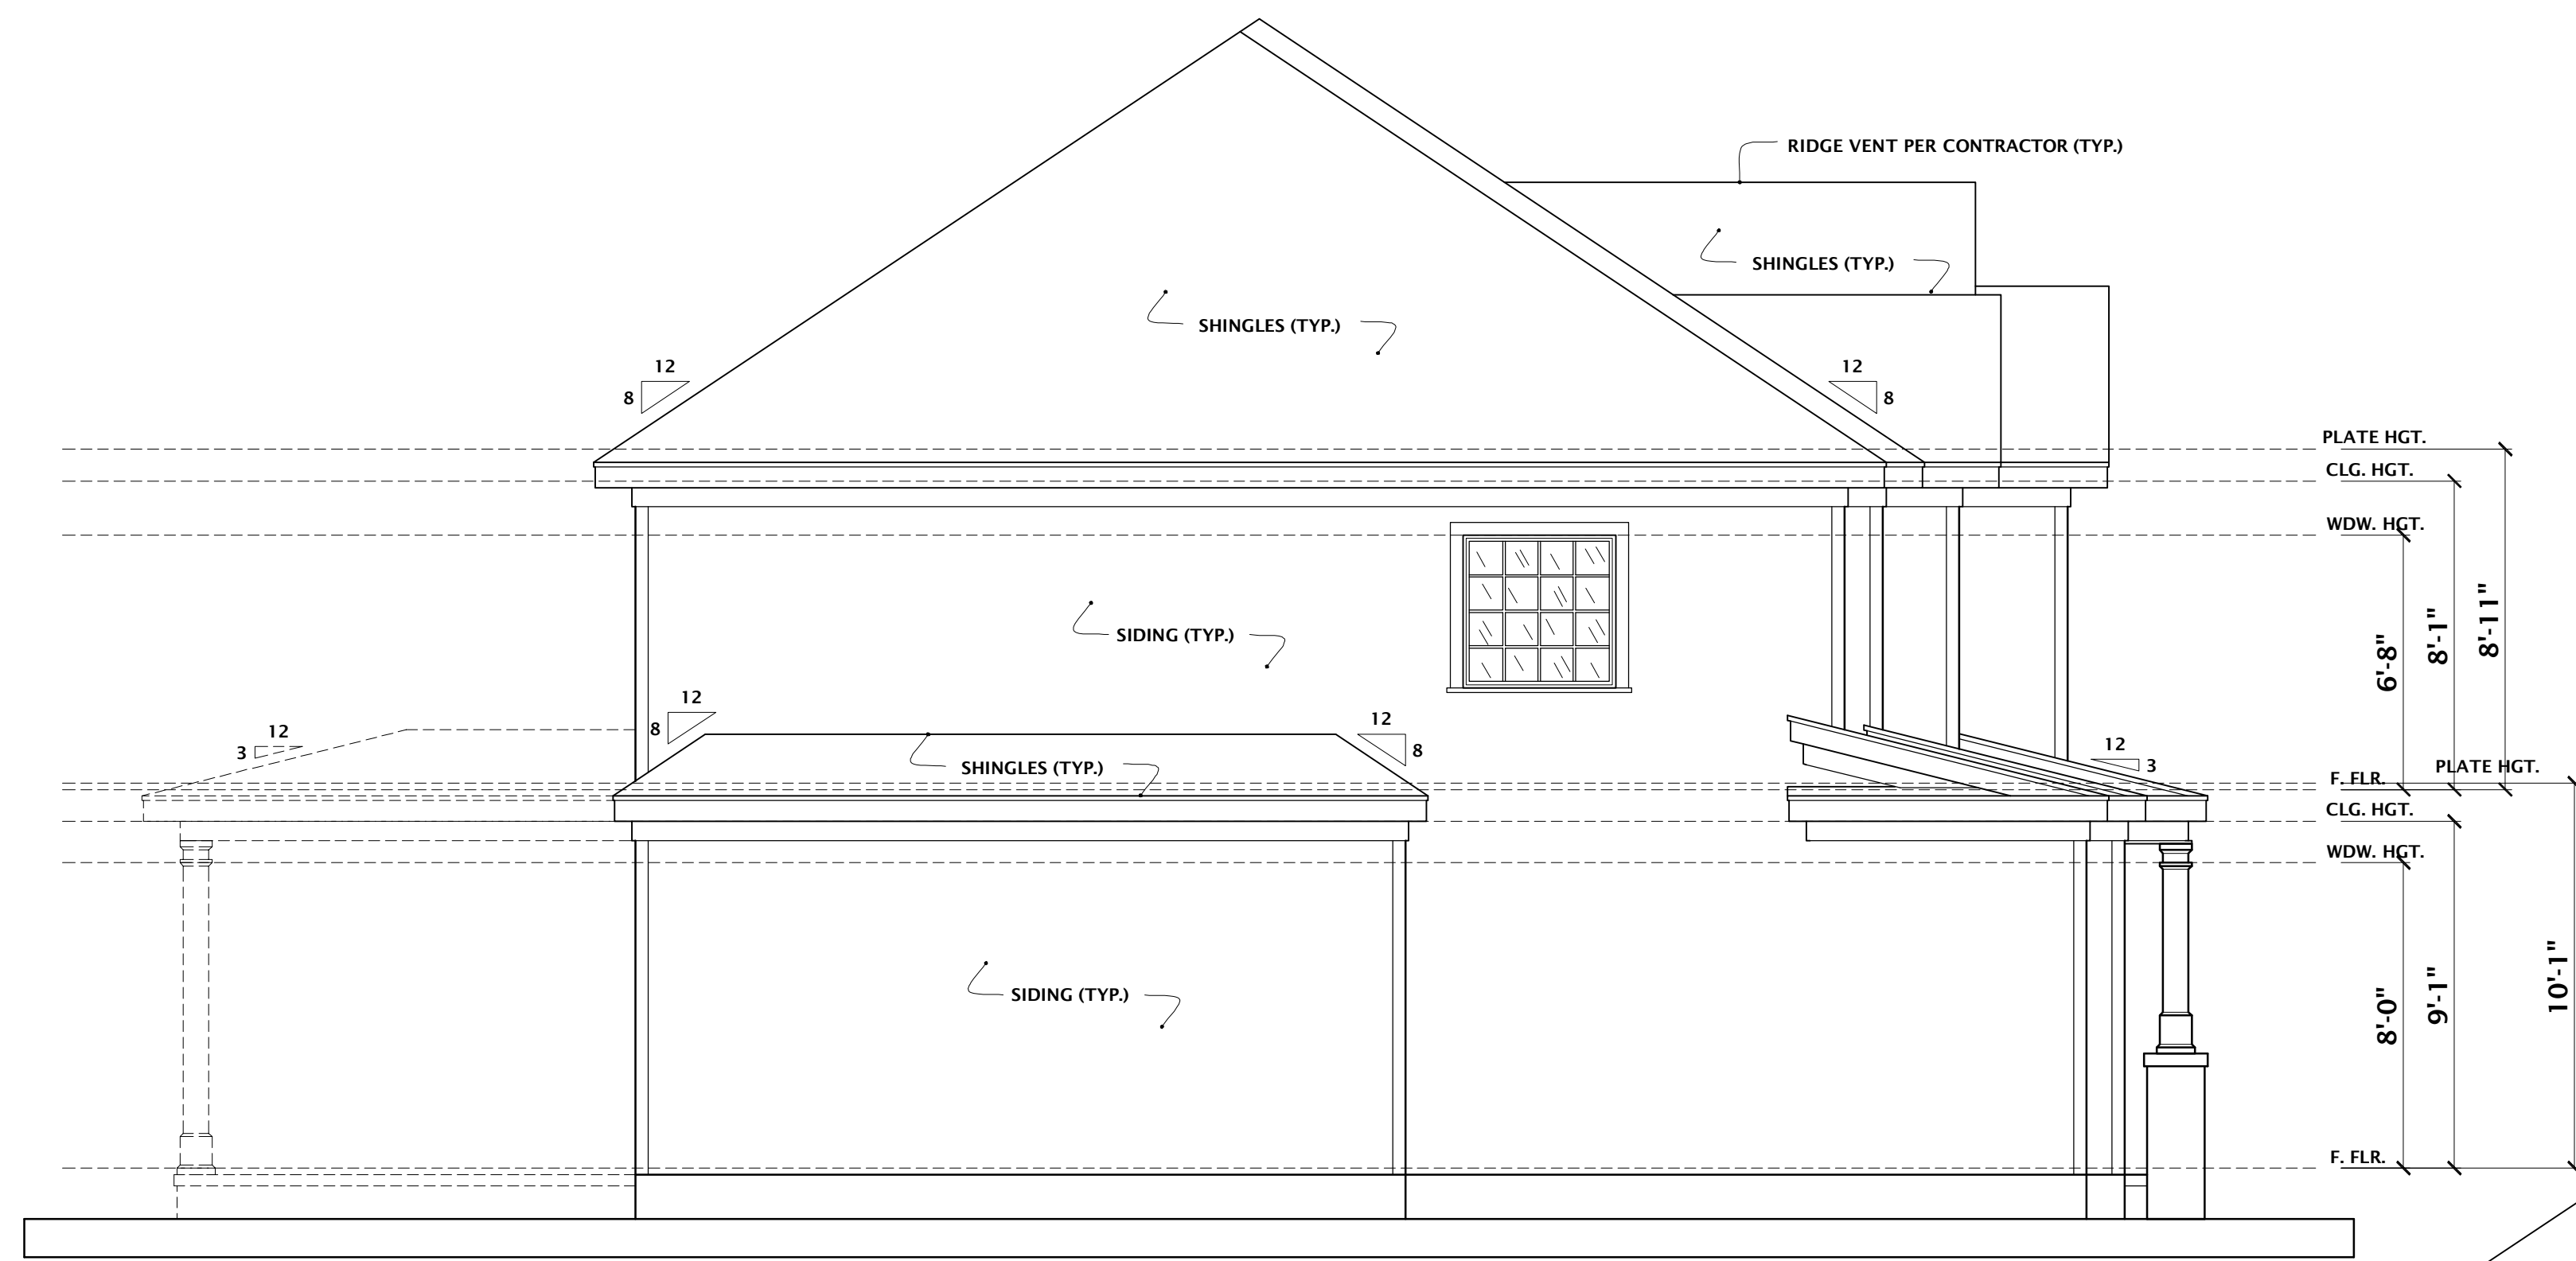 RIDGE VENT PER CONTRACTOR (TYP.)
SHINGLES (TYP.)
SHINGLES (TYP.)
12
8
12
8
PLATE HGT.
CLG. HGT.
WDW. HGT.
6'-8"
8'-1"
8'-11"
SIDING (TYP.)
12
8
12
8
12
3
SHINGLES (TYP.)
12
3
PLATE HGT.
F. FLR.
CLG. HGT.
WDW. HGT.
8'-0"
9'-1"
10'-1"
SIDING (TYP.)
F. FLR.